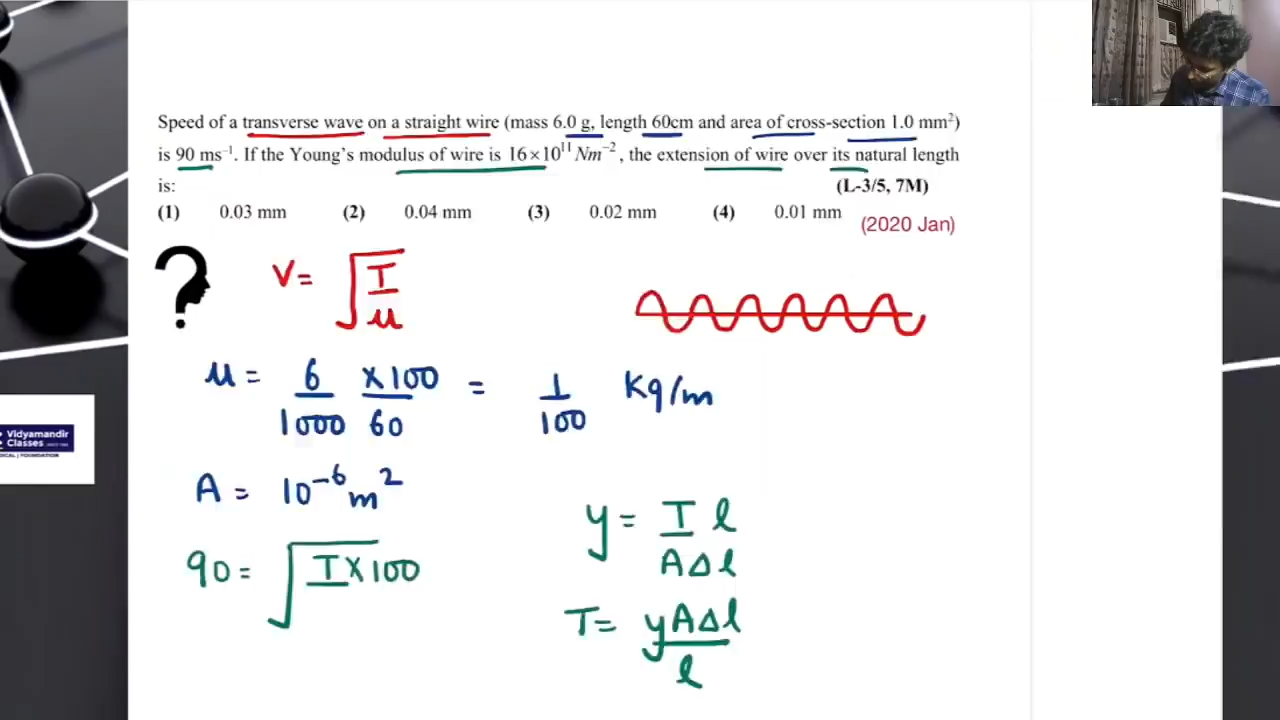 Speed of a transverse wave on a straight wire (mass 6.0 g, length 60cm and area of cross-section 1.0 mm²)
is 90 ms⁻¹. If the Young's modulus of wire is 16×10¹¹ Nm⁻², the extension of wire over its natural length
is: (L-3/5, 7M)
(1) 0.03 mm (2) 0.04 mm (3) 0.02 mm (4) 0.01 mm
(2020 Jan)
V = √(T/μ)
μ = 6/1000 × 100/60 = 1/100 kg/m
A = 10⁻⁶ m²
y = T l / A Δ l
90 = √(T × 100)
T = y A Δ l / l
Vidyamandir
Classes